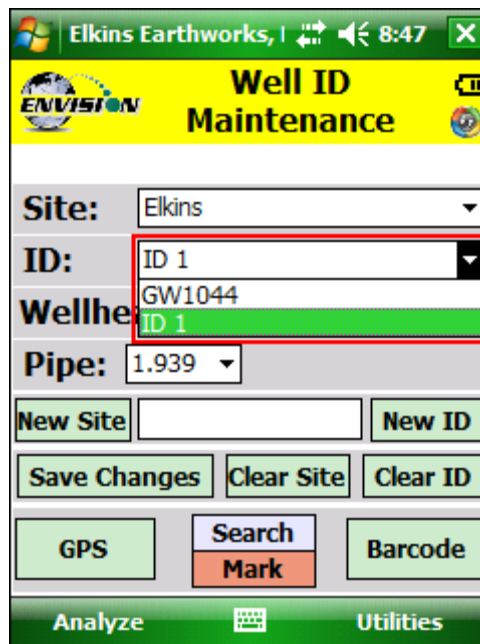 Elkins Earthworks, I 8:47
Well ID
Maintenance
ENVISION
Site: Elkins
ID: ID 1
GW1044
Wellhe ID 1
Pipe: 1.939
New Site New ID
Save Changes Clear Site Clear ID
GPS Search Barcode
Mark
Analyze Utilities